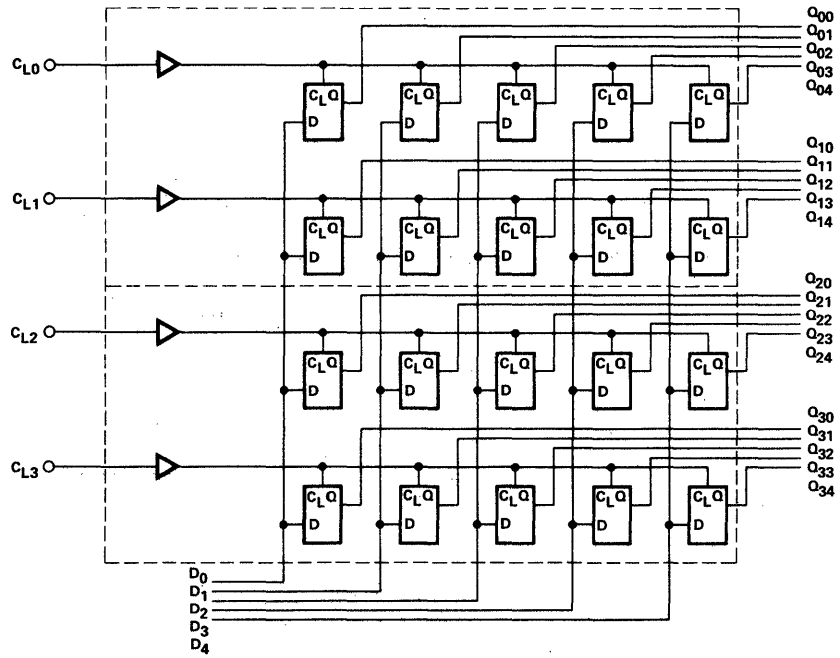 Q00
Q01
Q02
CL0
Q03
Q04
CL Q CL Q CL Q CL Q CL Q
D D D D D
Q10
Q11
Q12
CL1
Q13
Q14
CL Q CL Q CL Q CL Q CL Q
D D D D D
Q20
Q21
Q22
CL2
Q23
Q24
CL Q CL Q CL Q CL Q CL Q
D D D D D
Q30
Q31
Q32
CL3
Q33
Q34
CL Q CL Q CL Q CL Q CL Q
D D D D D
D0
D1
D2
D3
D4